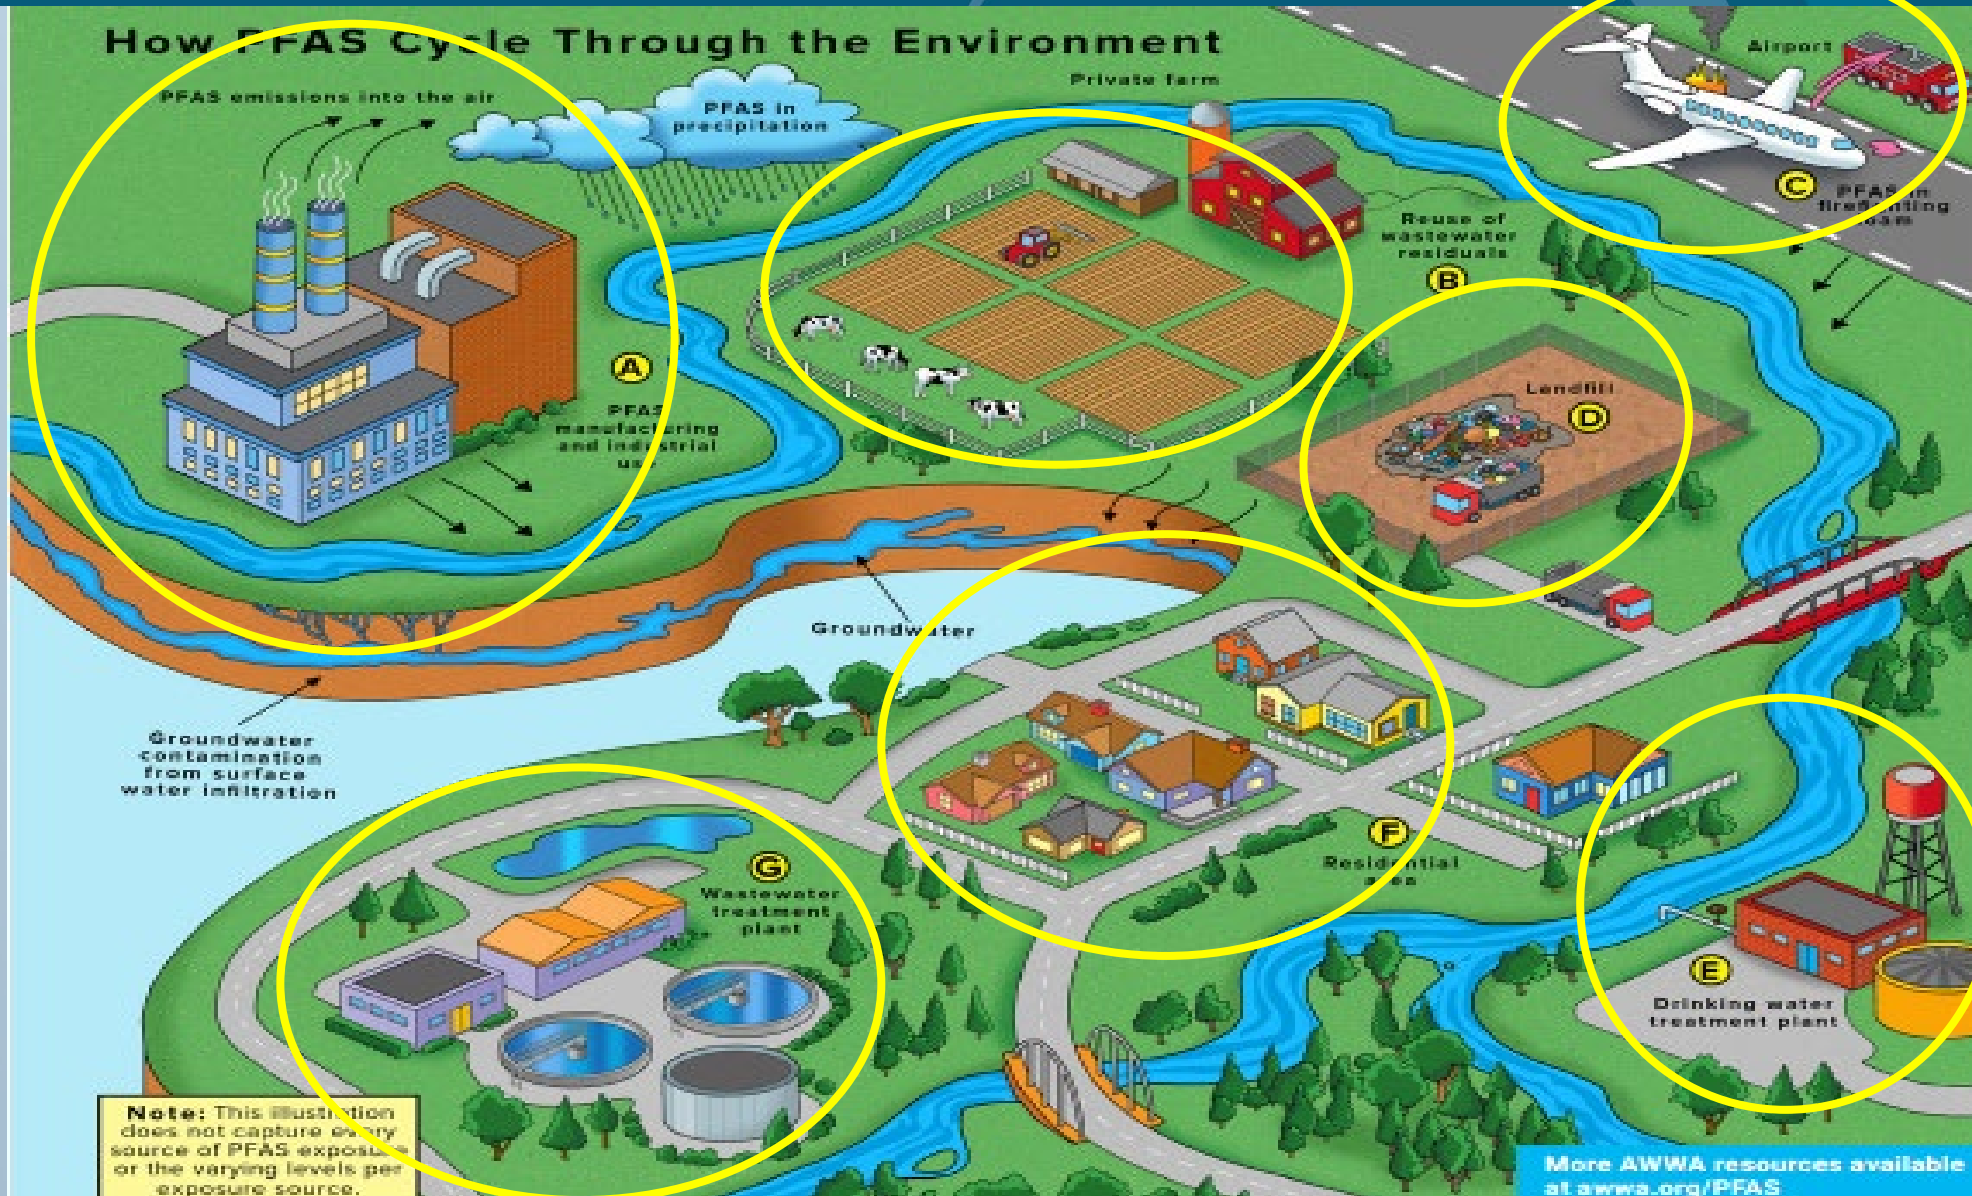 How PFAS Cycle Through the Environment
PFAS emissions into the air
PFAS in
precipitation
Private farm
Airport
C
PFAS in
firefighting
foam
Reuse of
wastewater
residuals
B
A
PFAS
manufacturing
and industrial
use
Landfill
D
Groundwater
Groundwater
contamination
from surface
water infiltration
F
Residential
area
G
Wastewater
treatment
plant
E
Drinking water
treatment plant
Note: This illustration
does not capture every
source of PFAS exposure
or the varying levels per
exposure source.
More AWWA resources available
at awwa.org/PFAS